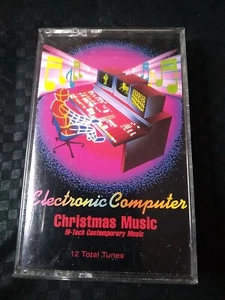 Electronic Computer
Christmas Music
Hi-Tech Contemporary Music
12 Total Tunes